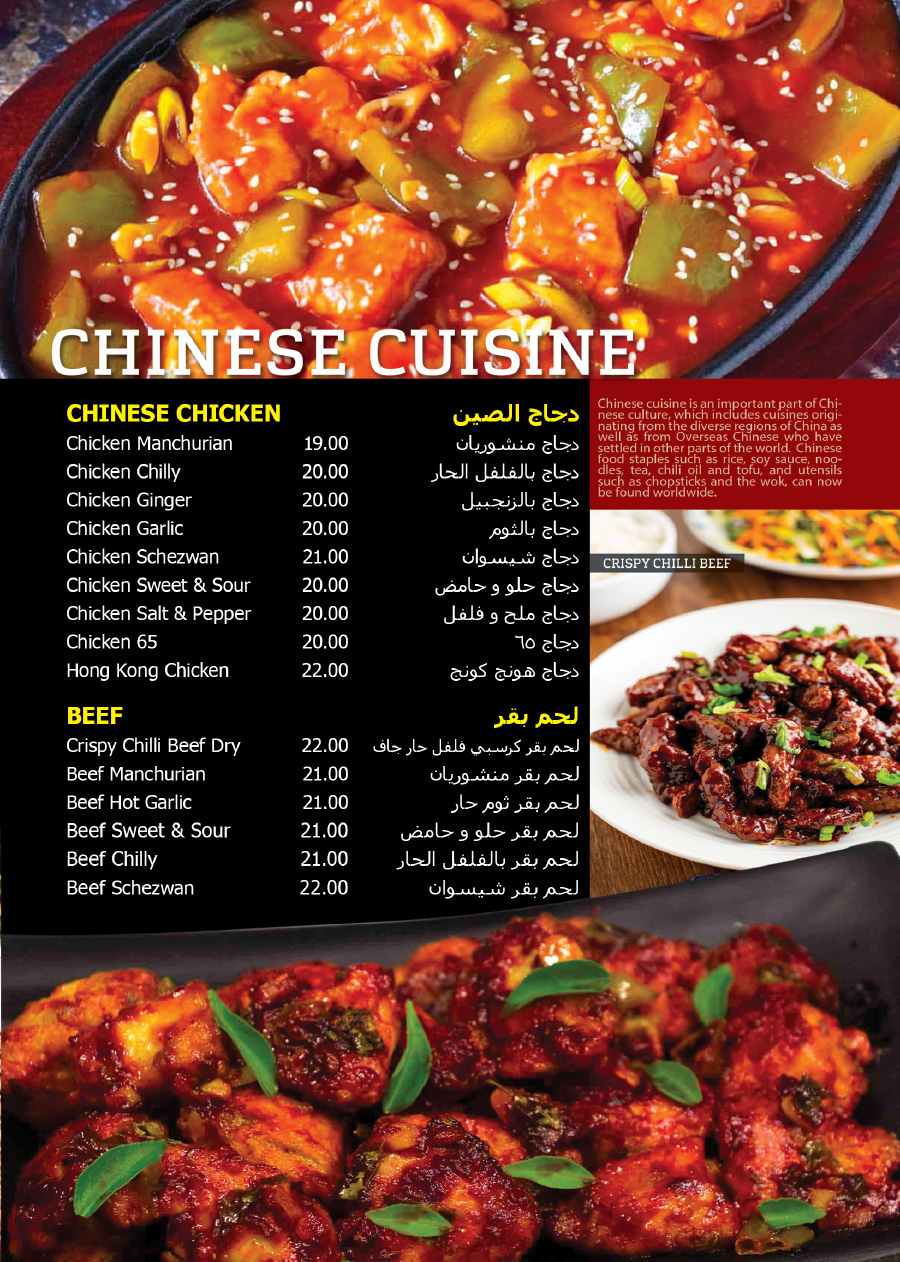 CHINESE CUISINE
CHINESE CHICKEN دجاج الصين
Chicken Manchurian 19.00 دجاج منشوريان
Chicken Chilly 20.00 دجاج بالفلفل الحار
Chicken Ginger 20.00 دجاج بالزنجبيل
Chicken Garlic 20.00 دجاج بالثوم
Chicken Schezwan 21.00 دجاج شيسوان
Chicken Sweet & Sour 20.00 دجاج حلو و حامض
Chicken Salt & Pepper 20.00 دجاج ملح و فلفل
Chicken 65 20.00 دجاج ٦٥
Hong Kong Chicken 22.00 دجاج هونج كونج
BEEF لحم بقر
Crispy Chilli Beef Dry 22.00 لحم بقر كرسبي فلفل حار جاف
Beef Manchurian 21.00 لحم بقر منشوريان
Beef Hot Garlic 21.00 لحم بقر ثوم حار
Beef Sweet & Sour 21.00 لحم بقر حلو و حامض
Beef Chilly 21.00 لحم بقر بالفلفل الحار
Beef Schezwan 22.00 لحم بقر شيسوان
Chinese cuisine is an important part of Chi-
nese culture, which includes cuisines origi-
nating from the diverse regions of China as
well as from Overseas Chinese who have
settled in other parts of the world. Chinese
food staples such as rice, soy sauce, noo-
dles, tea, chili oil and tofu, and utensils
such as chopsticks and the wok, can now
be found worldwide.
CRISPY CHILLI BEEF